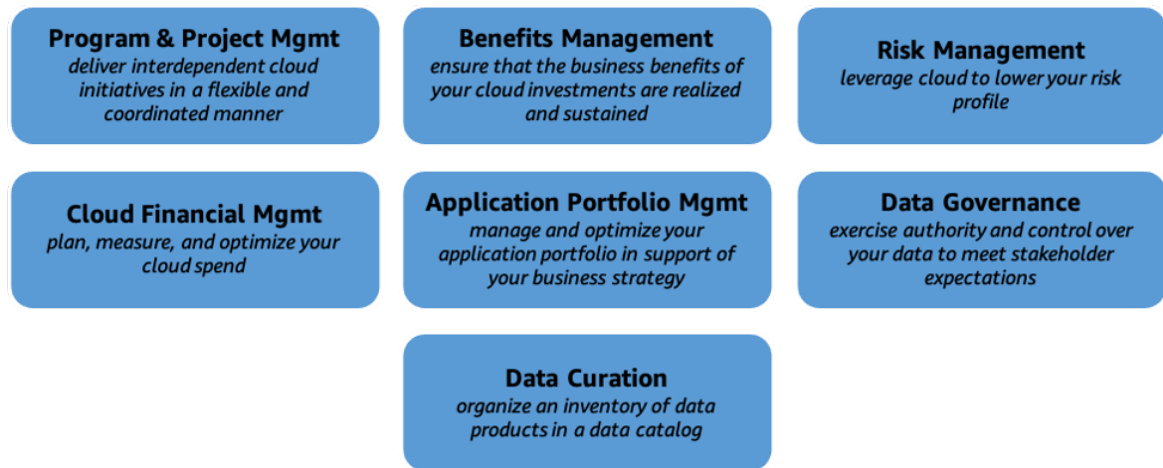 Program & Project Mgmt
deliver interdependent cloud
initiatives in a flexible and
coordinated manner
Benefits Management
ensure that the business benefits of
your cloud investments are realized
and sustained
Risk Management
leverage cloud to lower your risk
profile
Cloud Financial Mgmt
plan, measure, and optimize your
cloud spend
Application Portfolio Mgmt
manage and optimize your
application portfolio in support of
your business strategy
Data Governance
exercise authority and control over
your data to meet stakeholder
expectations
Data Curation
organize an inventory of data
products in a data catalog